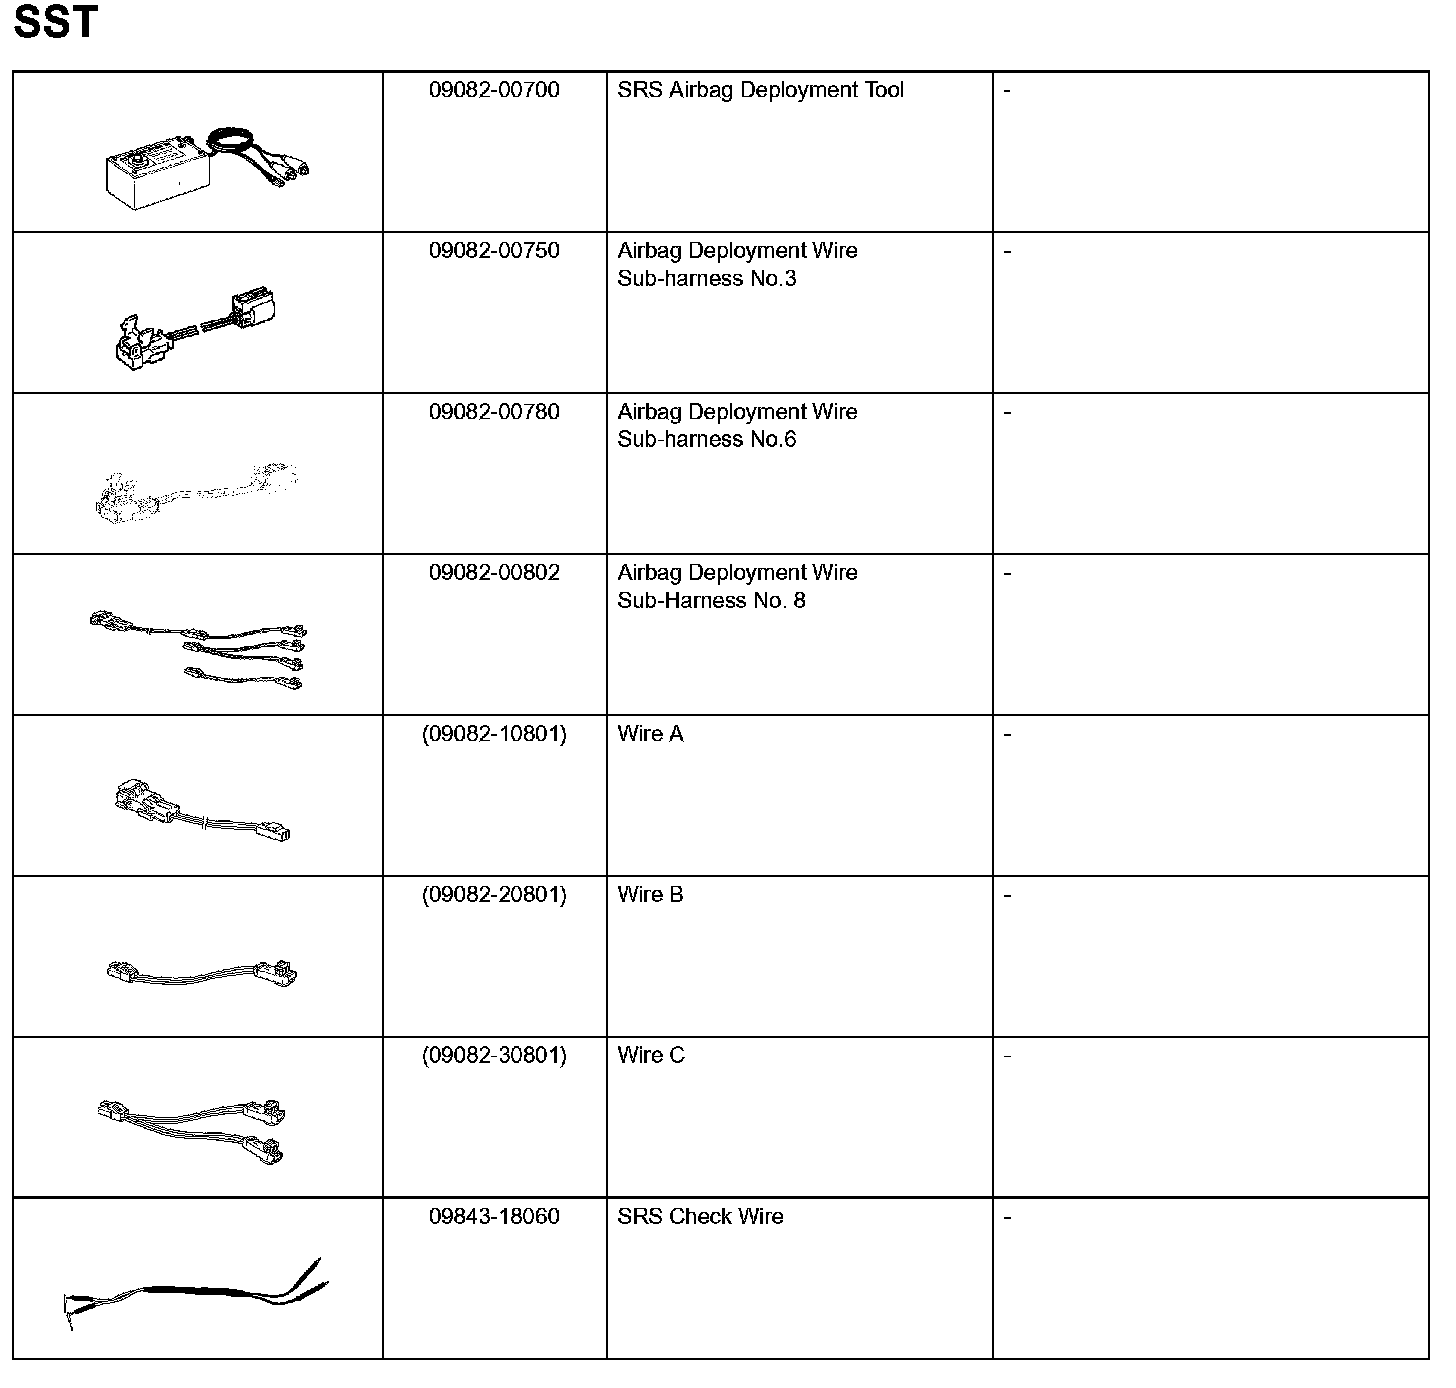 SST
09082-00700 SRS Airbag Deployment Tool -
09082-00750 Airbag Deployment Wire -
Sub-harness No.3
09082-00780 Airbag Deployment Wire -
Sub-harness No.6
09082-00802 Airbag Deployment Wire -
Sub-Harness No. 8
(09082-10801) Wire A -
(09082-20801) Wire B -
(09082-30801) Wire C -
09843-18060 SRS Check Wire -